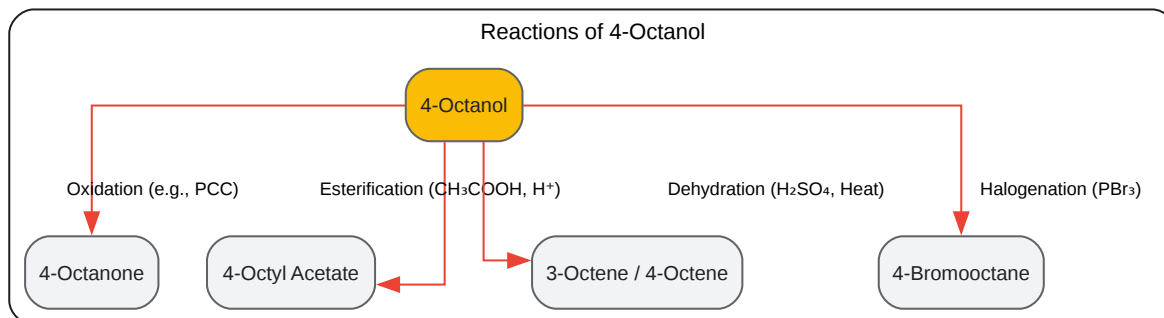 Reactions of 4-Octanol
4-Octanol
Oxidation (e.g., PCC)
Esterification (CH₃COOH, H⁺)
Dehydration (H₂SO₄, Heat)
Halogenation (PBr₃)
4-Octanone
4-Octyl Acetate
3-Octene / 4-Octene
4-Bromooctane